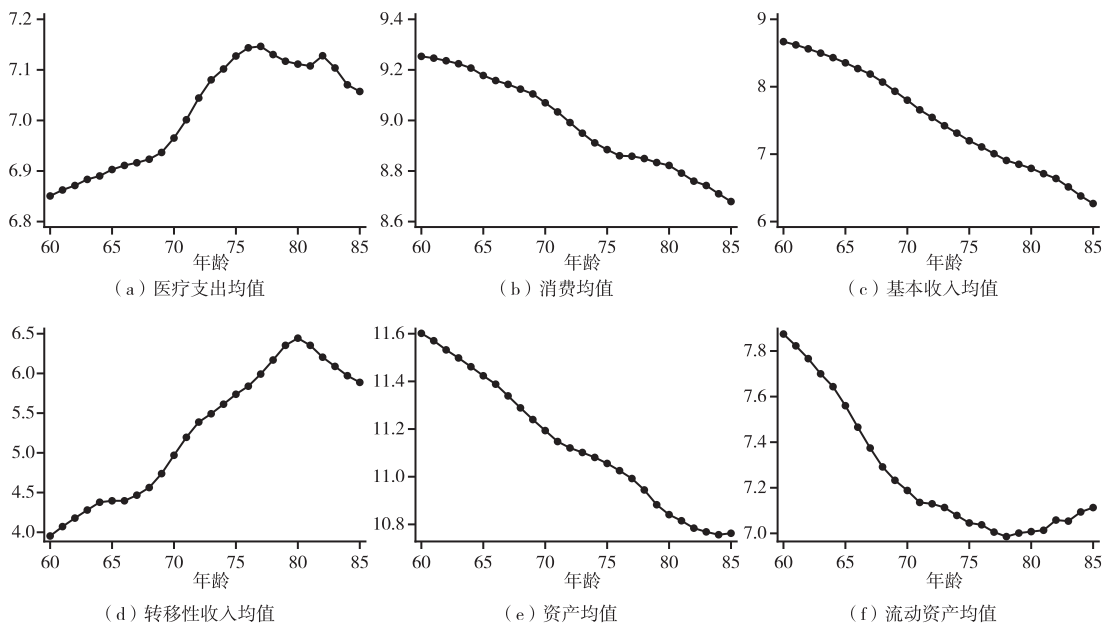 7.2
7.1
7.0
6.9
6.8
60 65 70 75 80 85
年龄
（a）医疗支出均值
9.4
9.2
9.0
8.8
8.6
60 65 70 75 80 85
年龄
（b）消费均值
9
8
7
6
60 65 70 75 80 85
年龄
（c）基本收入均值
6.5
6.0
5.5
5.0
4.5
4.0
60 65 70 75 80 85
年龄
（d）转移性收入均值
11.6
11.4
11.2
11.0
10.8
60 65 70 75 80 85
年龄
（e）资产均值
7.8
7.6
7.4
7.2
7.0
60 65 70 75 80 85
年龄
（f）流动资产均值